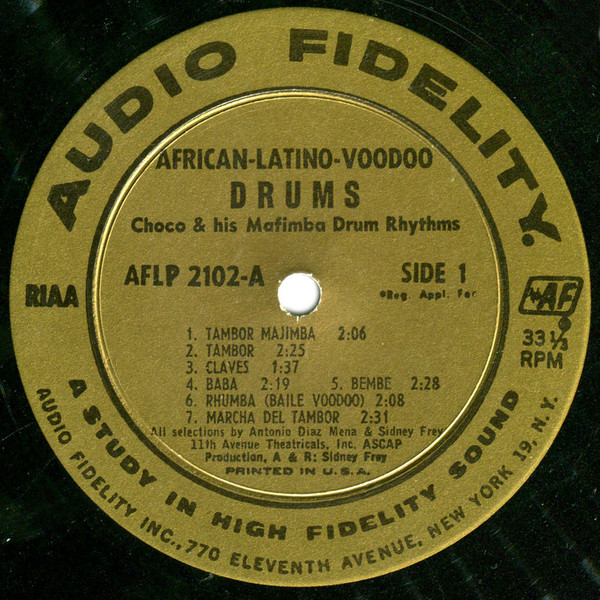 AUDIO FIDELITY.
AFRICAN-LATINO-VOODOO
DRUMS
Choco & his Mafimba Drum Rhythms
AFLP 2102-A SIDE 1
*Reg. Appl. For
RIAA
AF
33 1/3
RPM
1. TAMBOR MAJIMBA 2:06
2. TAMBOR 2:25
3. CLAVES 1:37
4. BABA 2:19 5. BEMBE 2:28
6. RHUMBA (BAILE VOODOO) 2:08
7. MARCHA DEL TAMBOR 2:31
All selections by Antonio Diaz Mena & Sidney Frey
11th Avenue Theatricals, Inc. ASCAP
Production, A & R: Sidney Frey
PRINTED IN U.S.A.
A STUDY IN HIGH FIDELITY SOUND
AUDIO FIDELITY INC., 770 ELEVENTH AVENUE, NEW YORK 19, N.Y.